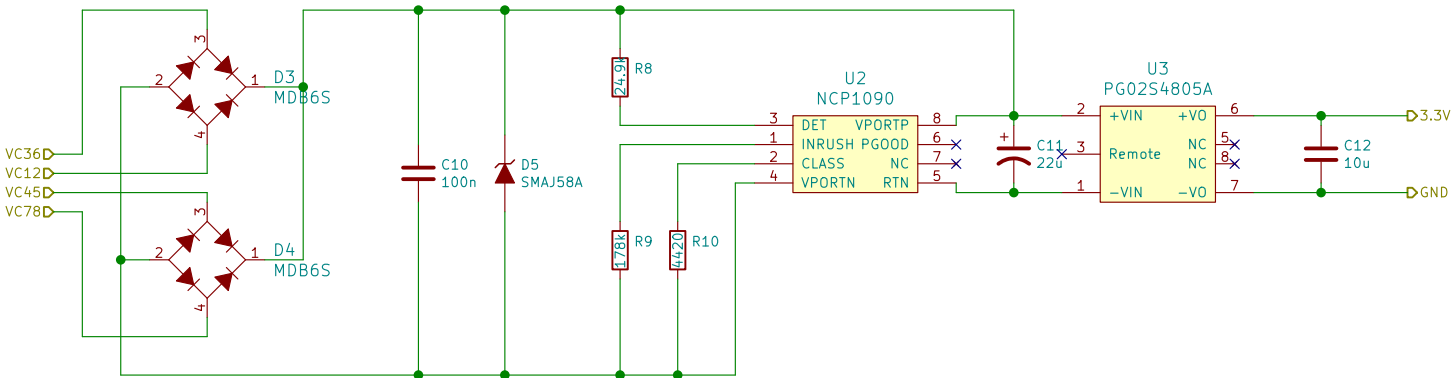 VC36
VC12
VC45
VC78
3
2
1
4
D3
MDB6S
3
2
1
4
D4
MDB6S
C10
100n
D5
SMAJ58A
24.9k
R8
178k
R9
4420
R10
U2
NCP1090
3 DET VPORTP 8
1 INRUSH PGOOD 6
2 CLASS NC 7
4 VPORTN RTN 5
+
C11
22u
U3
PG02S4805A
2 +VIN +VO 6
NC 5
3 Remote
NC 8
1 -VIN -VO 7
C12
10u
3.3V
GND